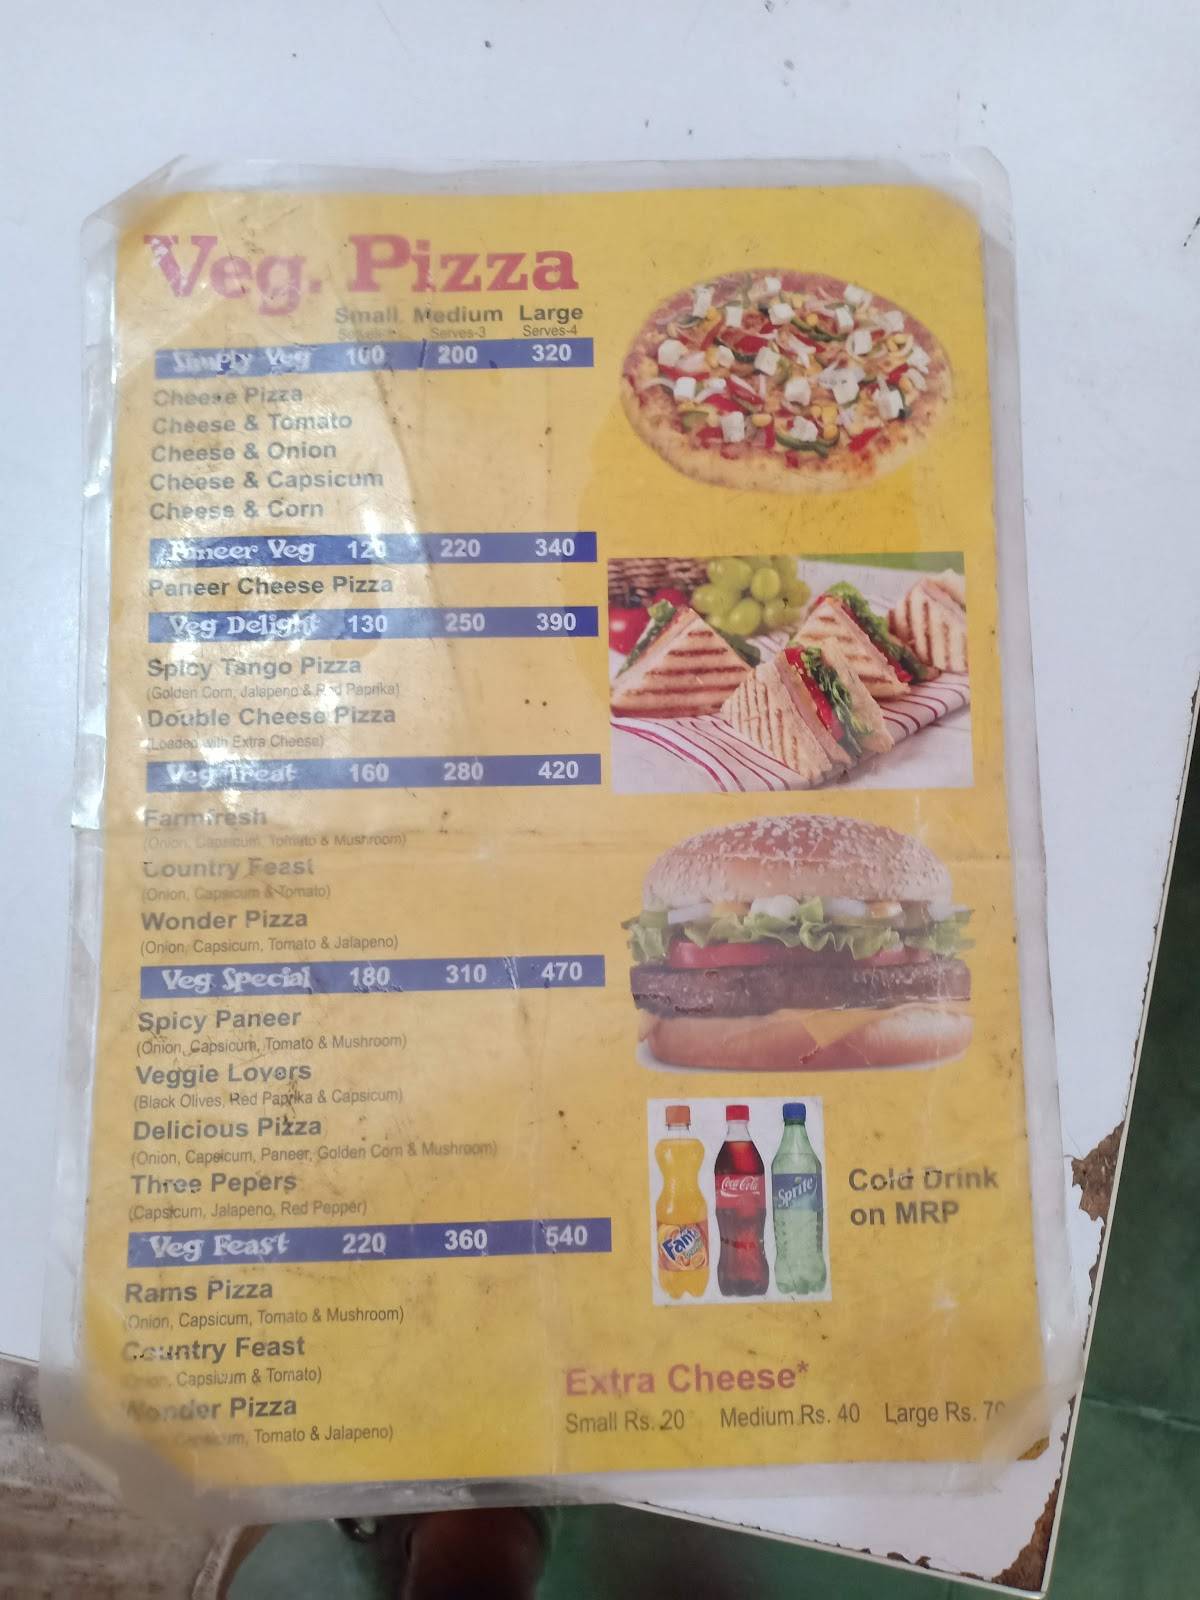 Veg. Pizza
Small Medium Large
Serves-3 Serves-4
Simply Veg 100 200 320
Cheese Pizza
Cheese & Tomato
Cheese & Onion
Cheese & Capsicum
Cheese & Corn
Paneer Veg 120 220 340
Paneer Cheese Pizza
Veg Delight 130 250 390
Spicy Tango Pizza
(Golden Corn, Jalapeno & Red Paprika)
Double Cheese Pizza
(Loaded with Extra Cheese)
Veg Treat 160 280 420
Farmfresh
(Onion, Capsicum, Tomato & Mushroom)
Country Feast
(Onion, Capsicum & Tomato)
Wonder Pizza
(Onion, Capsicum, Tomato & Jalapeno)
Veg Special 180 310 470
Spicy Paneer
(Onion, Capsicum, Tomato & Mushroom)
Veggie Lovers
(Black Olives, Red Paprika & Capsicum)
Delicious Pizza
(Onion, Capsicum, Paneer, Golden Corn & Mushroom)
Three Pepers
(Capsicum, Jalapeno, Red Pepper)
Veg Feast 220 360 540
Rams Pizza
(Onion, Capsicum, Tomato & Mushroom)
Country Feast
Capsicum & Tomato)
Wonder Pizza
Capsicum, Tomato & Jalapeno)
Fanta
Coca-Cola
Sprite
Cold Drink
on MRP
Extra Cheese*
Small Rs. 20 Medium Rs. 40 Large Rs. 70